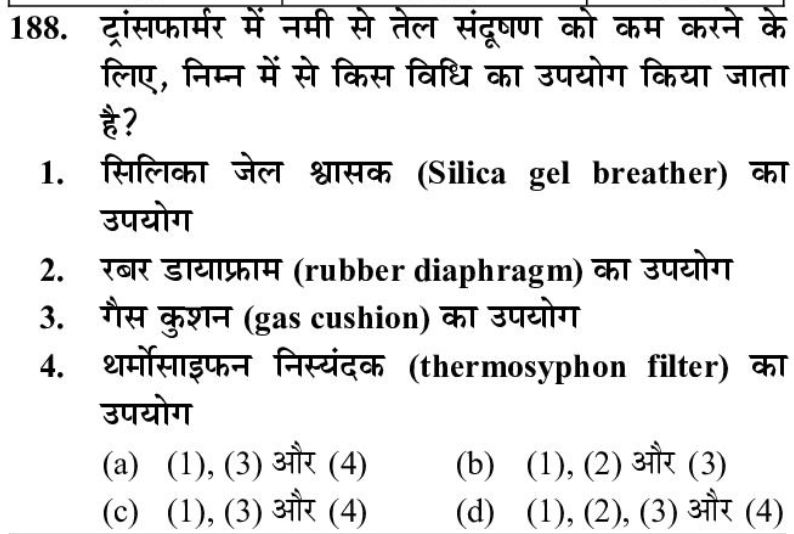 188. ट्रांसफार्मर में नमी से तेल संदूषण को कम करने के
लिए, निम्न में से किस विधि का उपयोग किया जाता
है?
1. सिलिका जेल श्वासक (Silica gel breather) का
उपयोग
2. रबर डायाफ्राम (rubber diaphragm) का उपयोग
3. गैस कुशन (gas cushion) का उपयोग
4. थर्मोसाइफन निस्यंदक (thermosyphon filter) का
उपयोग
(a) (1), (3) और (4) (b) (1), (2) और (3)
(c) (1), (3) और (4) (d) (1), (2), (3) और (4)